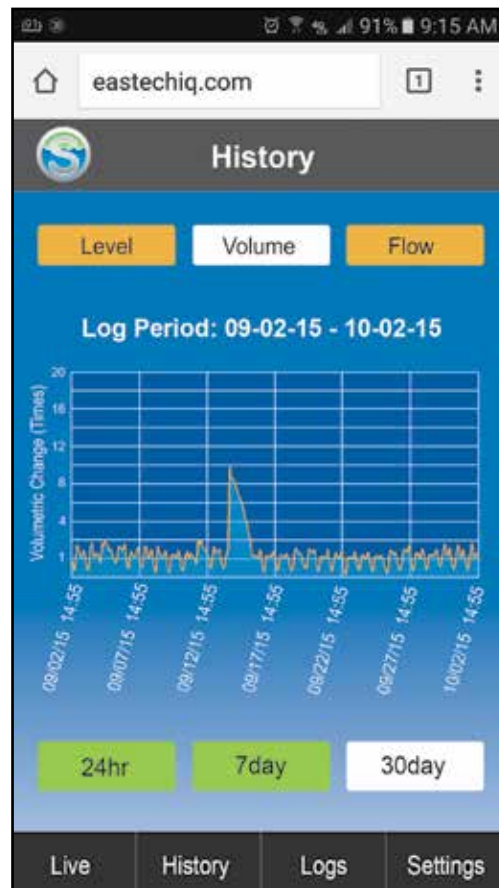 91% 9:15 AM
eastechiq.com
1
S
History
Level Volume Flow
Log Period: 09-02-15 - 10-02-15
Volumetric Change (Times)
20
16
12
8
4
1
09/02/15 14:55
09/07/15 14:55
09/12/15 14:55
09/17/15 14:55
09/22/15 14:55
09/27/15 14:55
10/02/15 14:55
24hr 7day 30day
Live History Logs Settings